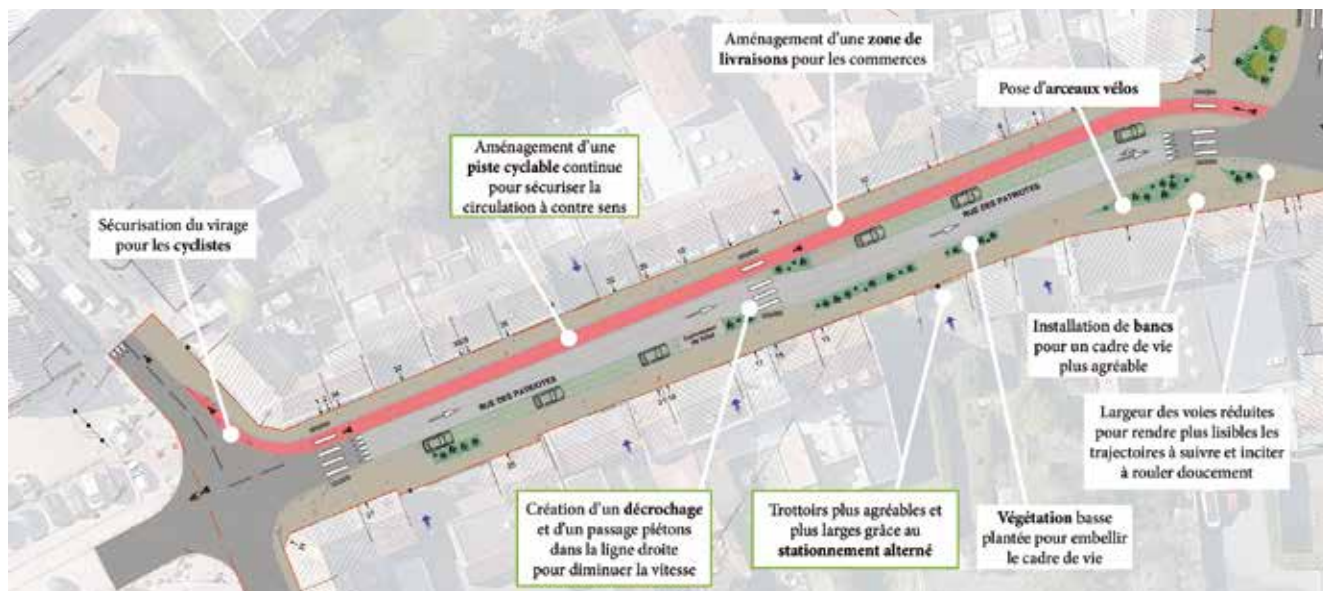 Aménagement d'une zone de
livraisons pour les commerces
Pose d'arceaux vélos
Aménagement d'une
piste cyclable continue
pour sécuriser la
circulation à contre sens
Sécurisation du virage
pour les cyclistes
RUE DES PATRIOTES
RUE DES PATRIOTES
Installation de bancs
pour un cadre de vie
plus agréable
Largeur des voies réduites
pour rendre plus lisibles les
trajectoires à suivre et inciter
à rouler doucement
Création d'un décrochage
et d'un passage piétons
dans la ligne droite
pour diminuer la vitesse
Trottoirs plus agréables et
plus larges grâce au
stationnement alterné
Végétation basse
plantée pour embellir
le cadre de vie